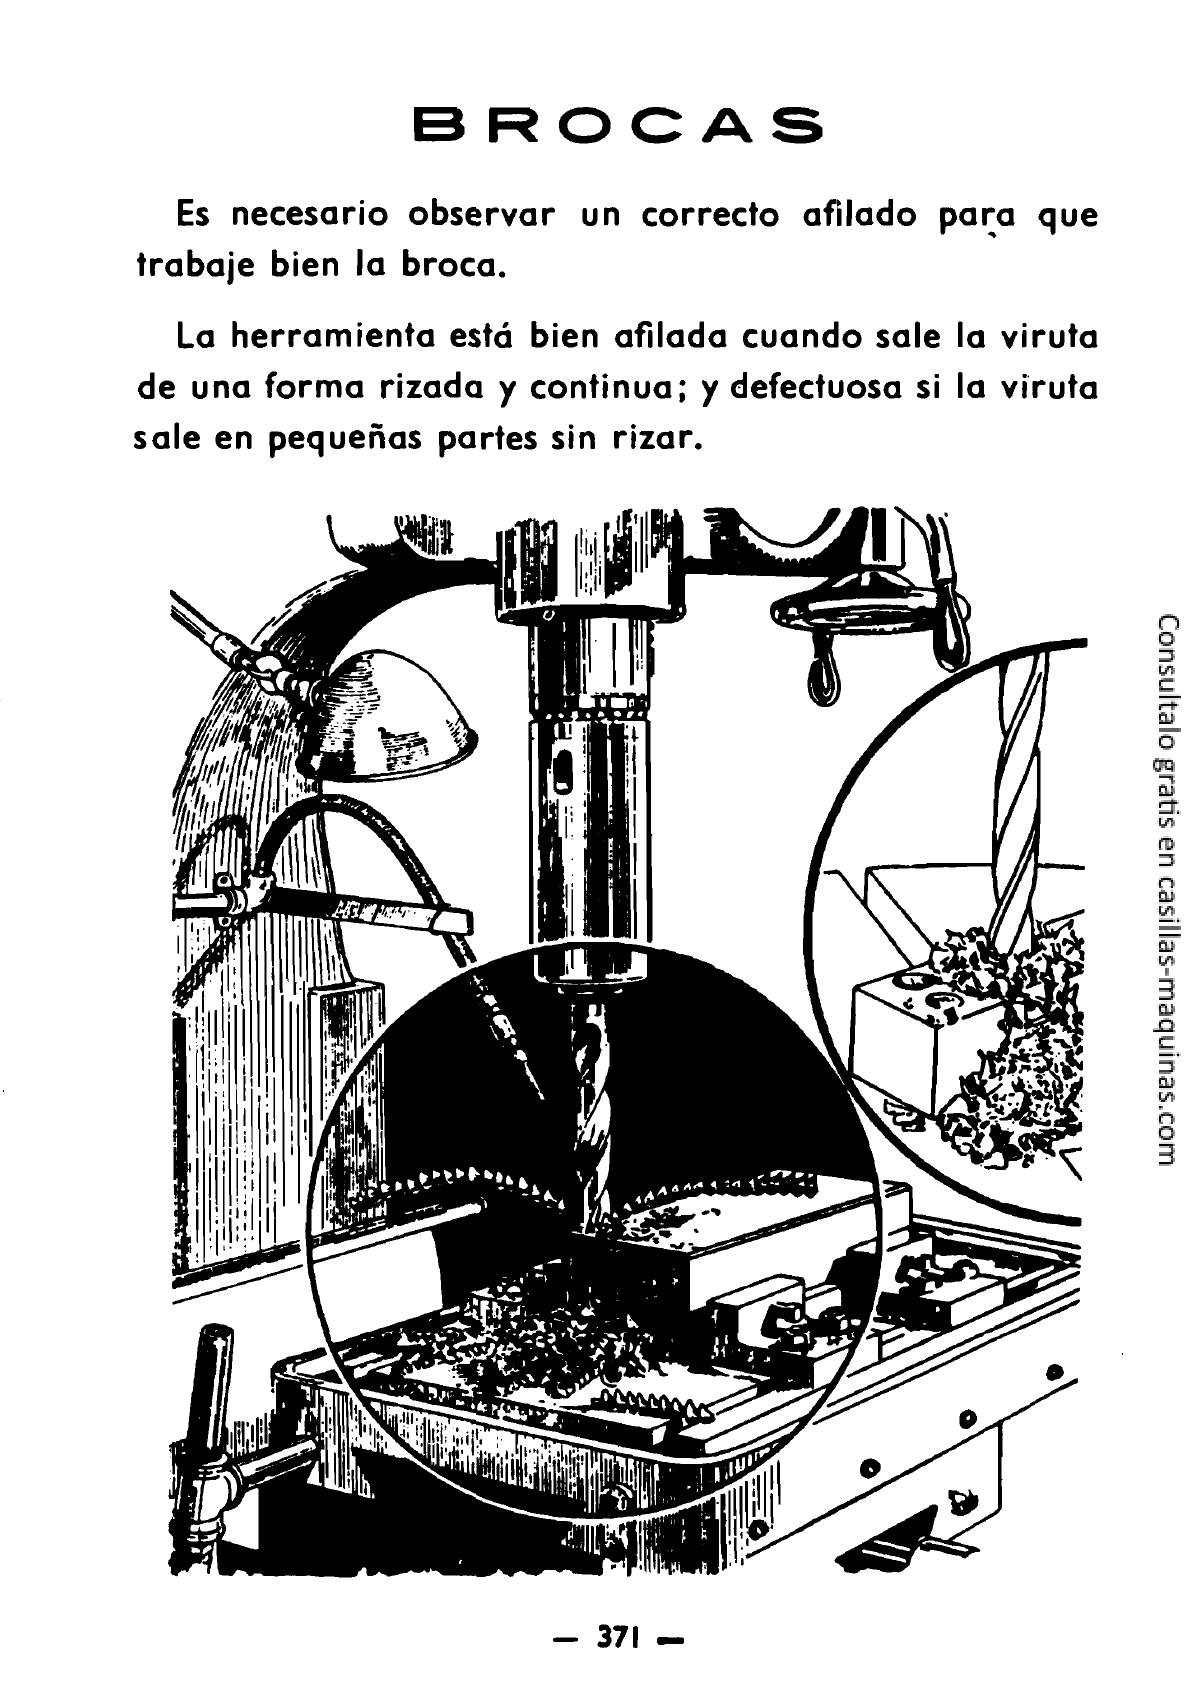 BROCAS
Es necesario observar un correcto afilado para que
trabaje bien la broca.
La herramienta está bien afilada cuando sale la viruta
de una forma rizada y continua; y defectuosa si la viruta
sale en pequeñas partes sin rizar.
Consultalo gratis en casillas-maquinas.com
— 371 —